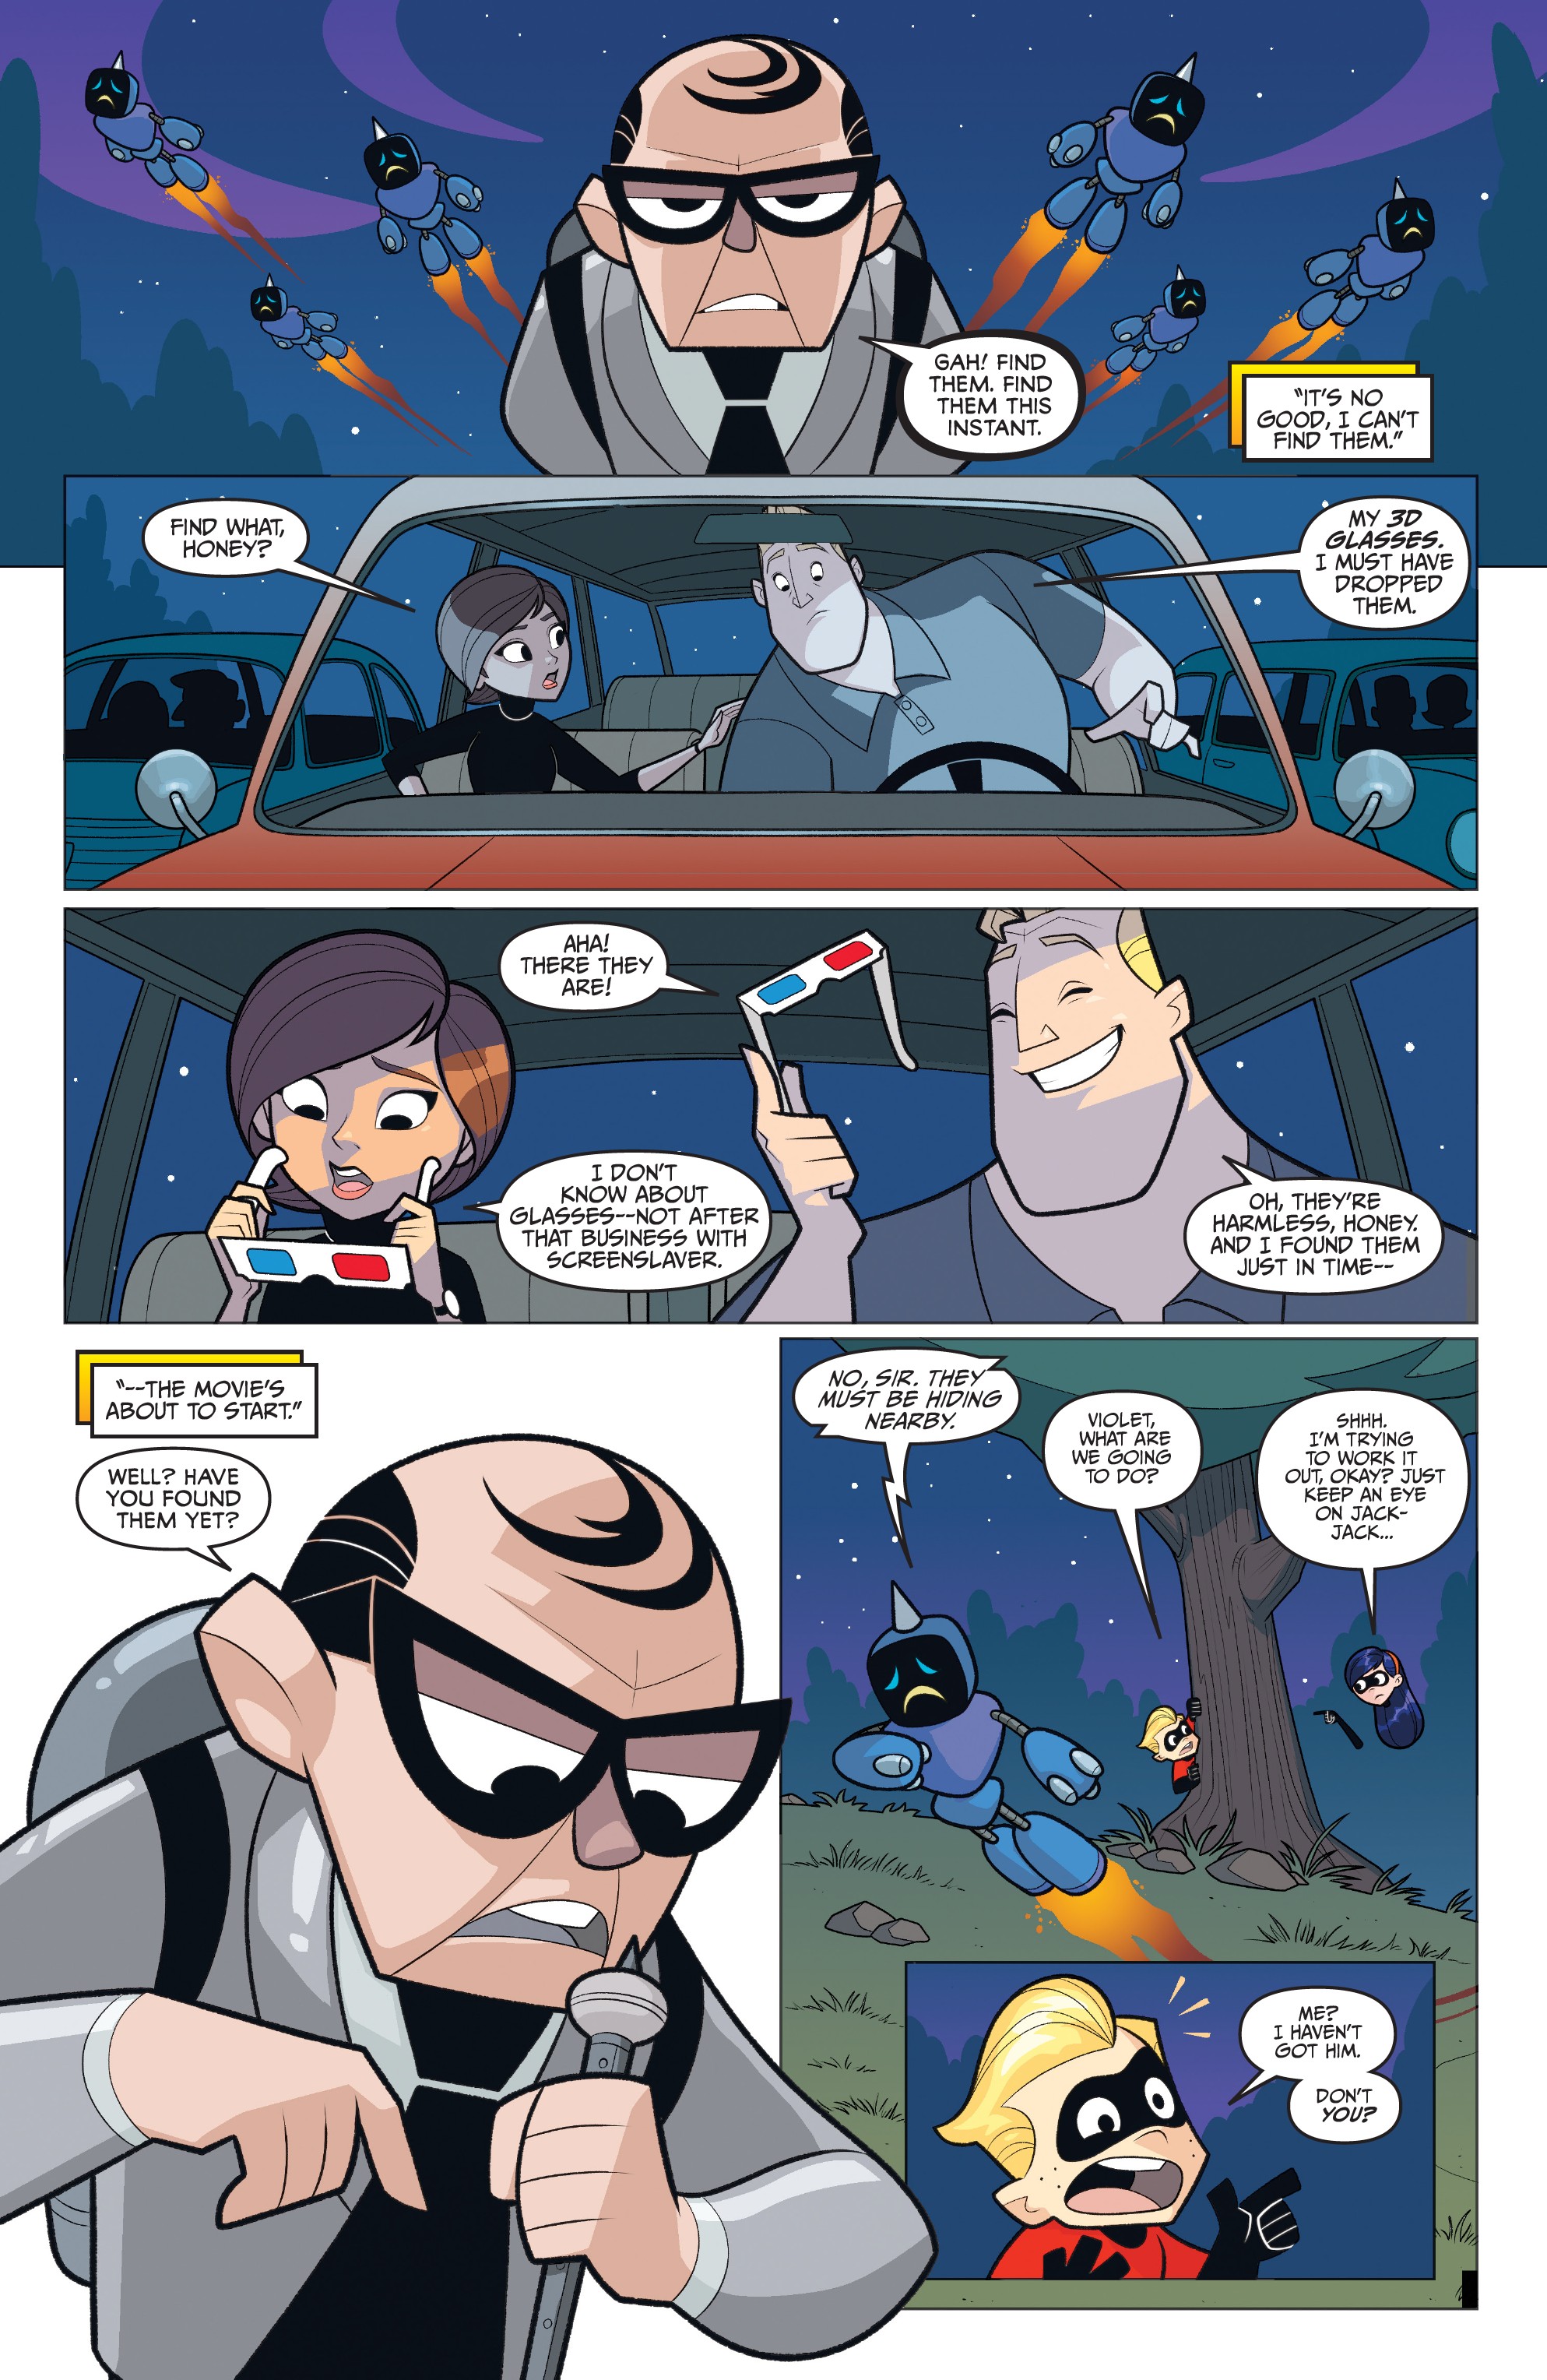 GAH! FIND
THEM. FIND
THEM THIS
INSTANT.
"IT'S NO
GOOD, I CAN'T
FIND THEM."
FIND WHAT,
HONEY?
MY 3D
GLASSES.
I MUST HAVE
DROPPED
THEM.
AHA!
THERE THEY
ARE!
I DON'T
KNOW ABOUT
GLASSES--NOT AFTER
THAT BUSINESS WITH
SCREENSLAVER.
OH, THEY'RE
HARMLESS, HONEY.
AND I FOUND THEM
JUST IN TIME--
"--THE MOVIE'S
ABOUT TO START."
WELL? HAVE
YOU FOUND
THEM YET?
NO, SIR. THEY
MUST BE HIDING
NEARBY.
VIOLET,
WHAT ARE
WE GOING
TO DO?
SHHH.
I'M TRYING
TO WORK IT
OUT, OKAY? JUST
KEEP AN EYE
ON JACK-
JACK...
ME?
I HAVEN'T
GOT HIM.
DON'T
YOU?